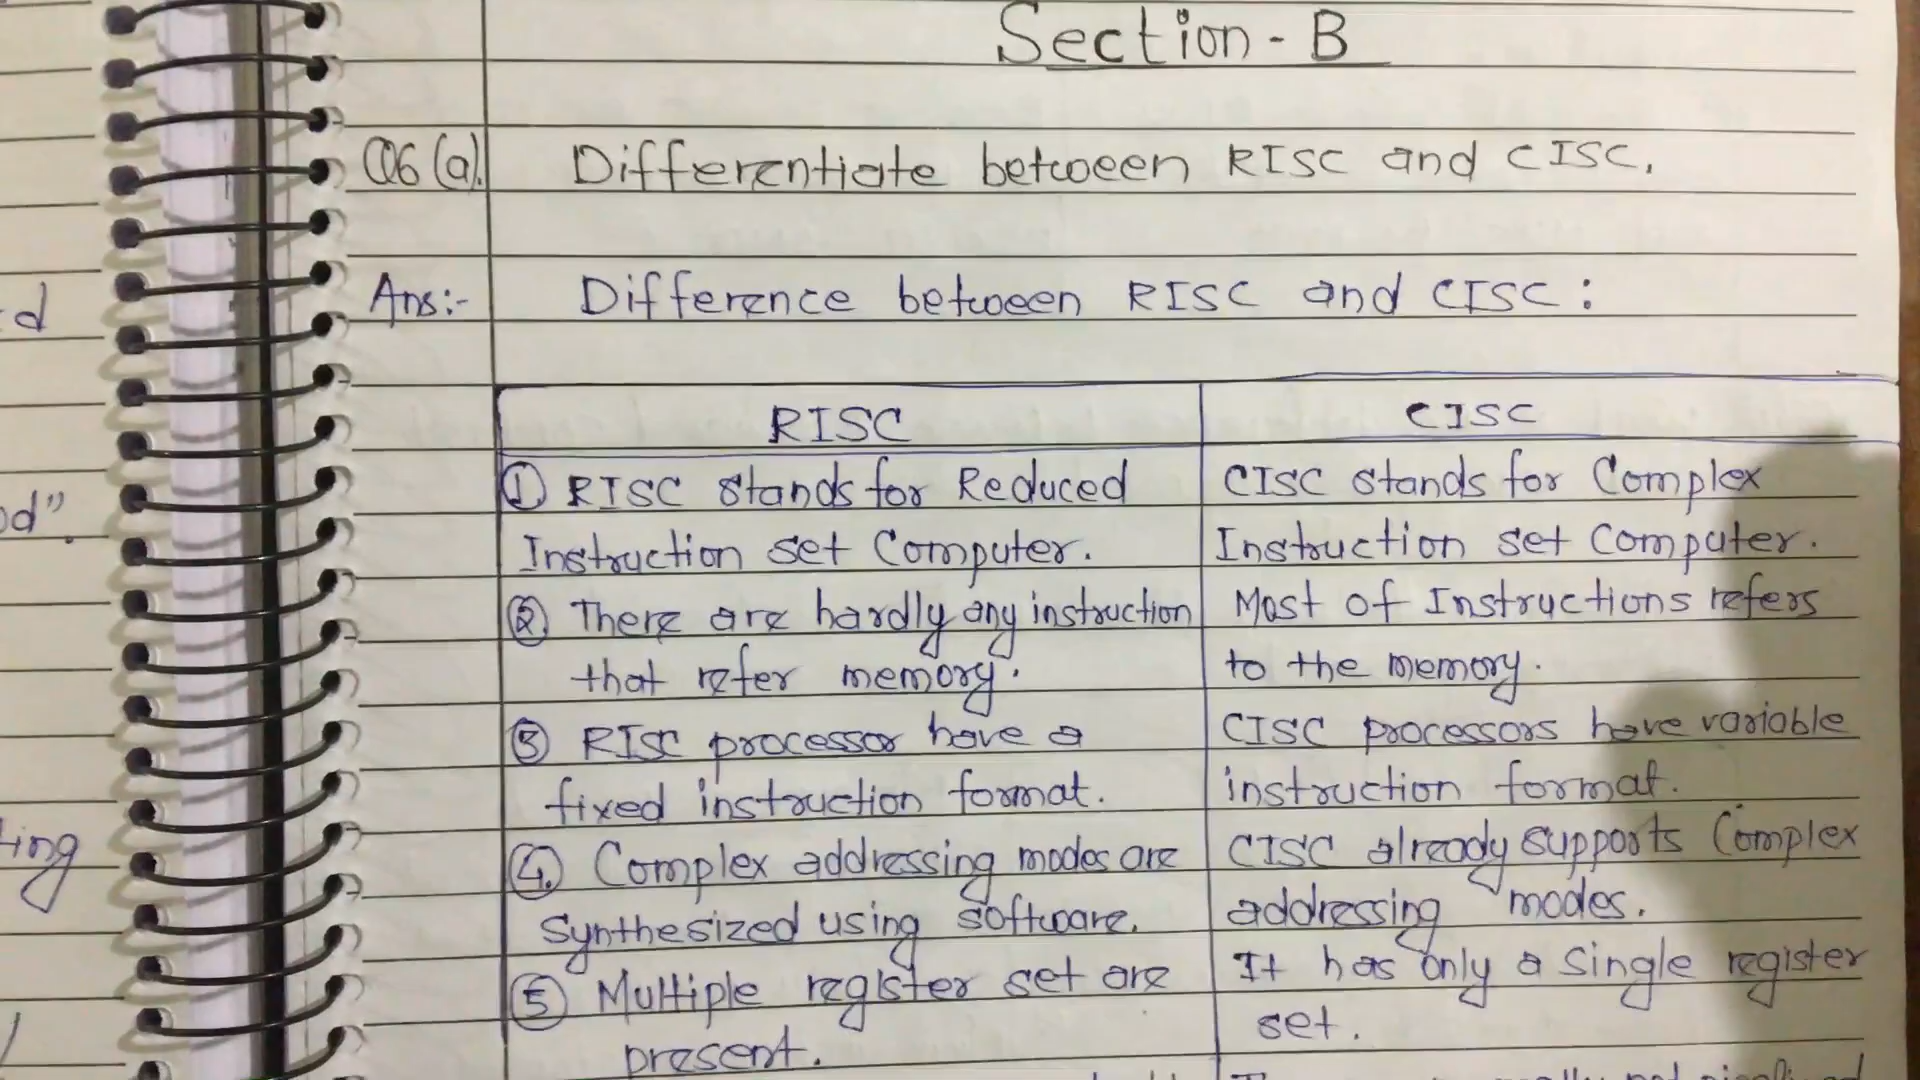 Section - B
Q6 (a). Differentiate between RISC and CISC.
Ans:- Difference between RISC and CISC :
RISC
CISC
① RISC stands for Reduced
Instruction set Computer.
CISC stands for Complex
Instruction set Computer.
② There are hardly any instruction
that refer memory.
Most of Instructions refers
to the memory.
③ RISC processor have a
fixed instruction format.
CISC processors have variable
instruction format.
④ Complex addressing modes are
synthesized using software.
CISC already supports Complex
addressing modes.
⑤ Multiple register set are
present.
It has only a single register
set.